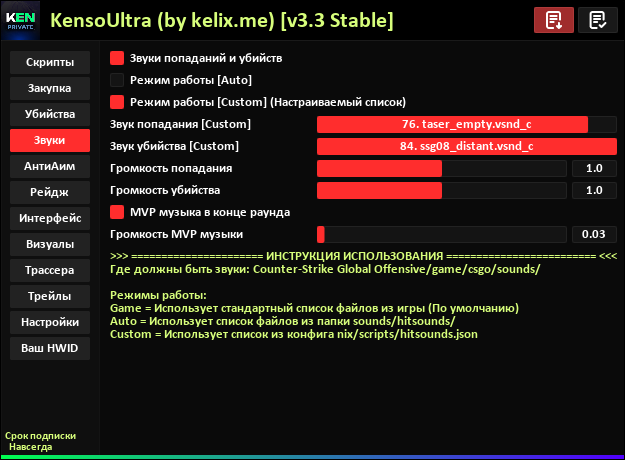 KEN
PRIVATE
KensoUltra (by kelix.me) [v3.3 Stable]
Скрипты
Закупка
Убийства
Звуки
АнтиАим
Рейдж
Интерфейс
Визуалы
Трассера
Трейлы
Настройки
Ваш HWID
Срок подписки
Навсегда
Звуки попаданий и убийств
Режим работы [Auto]
Режим работы [Custom] (Настраиваемый список)
Звук попадания [Custom] 76. taser_empty.vsnd_c
Звук убийства [Custom] 84. ssg08_distant.vsnd_c
Громкость попадания 1.0
Громкость убийства 1.0
MVP музыка в конце раунда
Громкость MVP музыки 0.03
>>> ====================== ИНСТРУКЦИЯ ИСПОЛЬЗОВАНИЯ ========================= <<<
Где должны быть звуки: Counter-Strike Global Offensive/game/csgo/sounds/
Режимы работы:
Game = Использует стандартный список файлов из игры (По умолчанию)
Auto = Использует список файлов из папки sounds/hitsounds/
Custom = Использует список из конфига nix/scripts/hitsounds.json